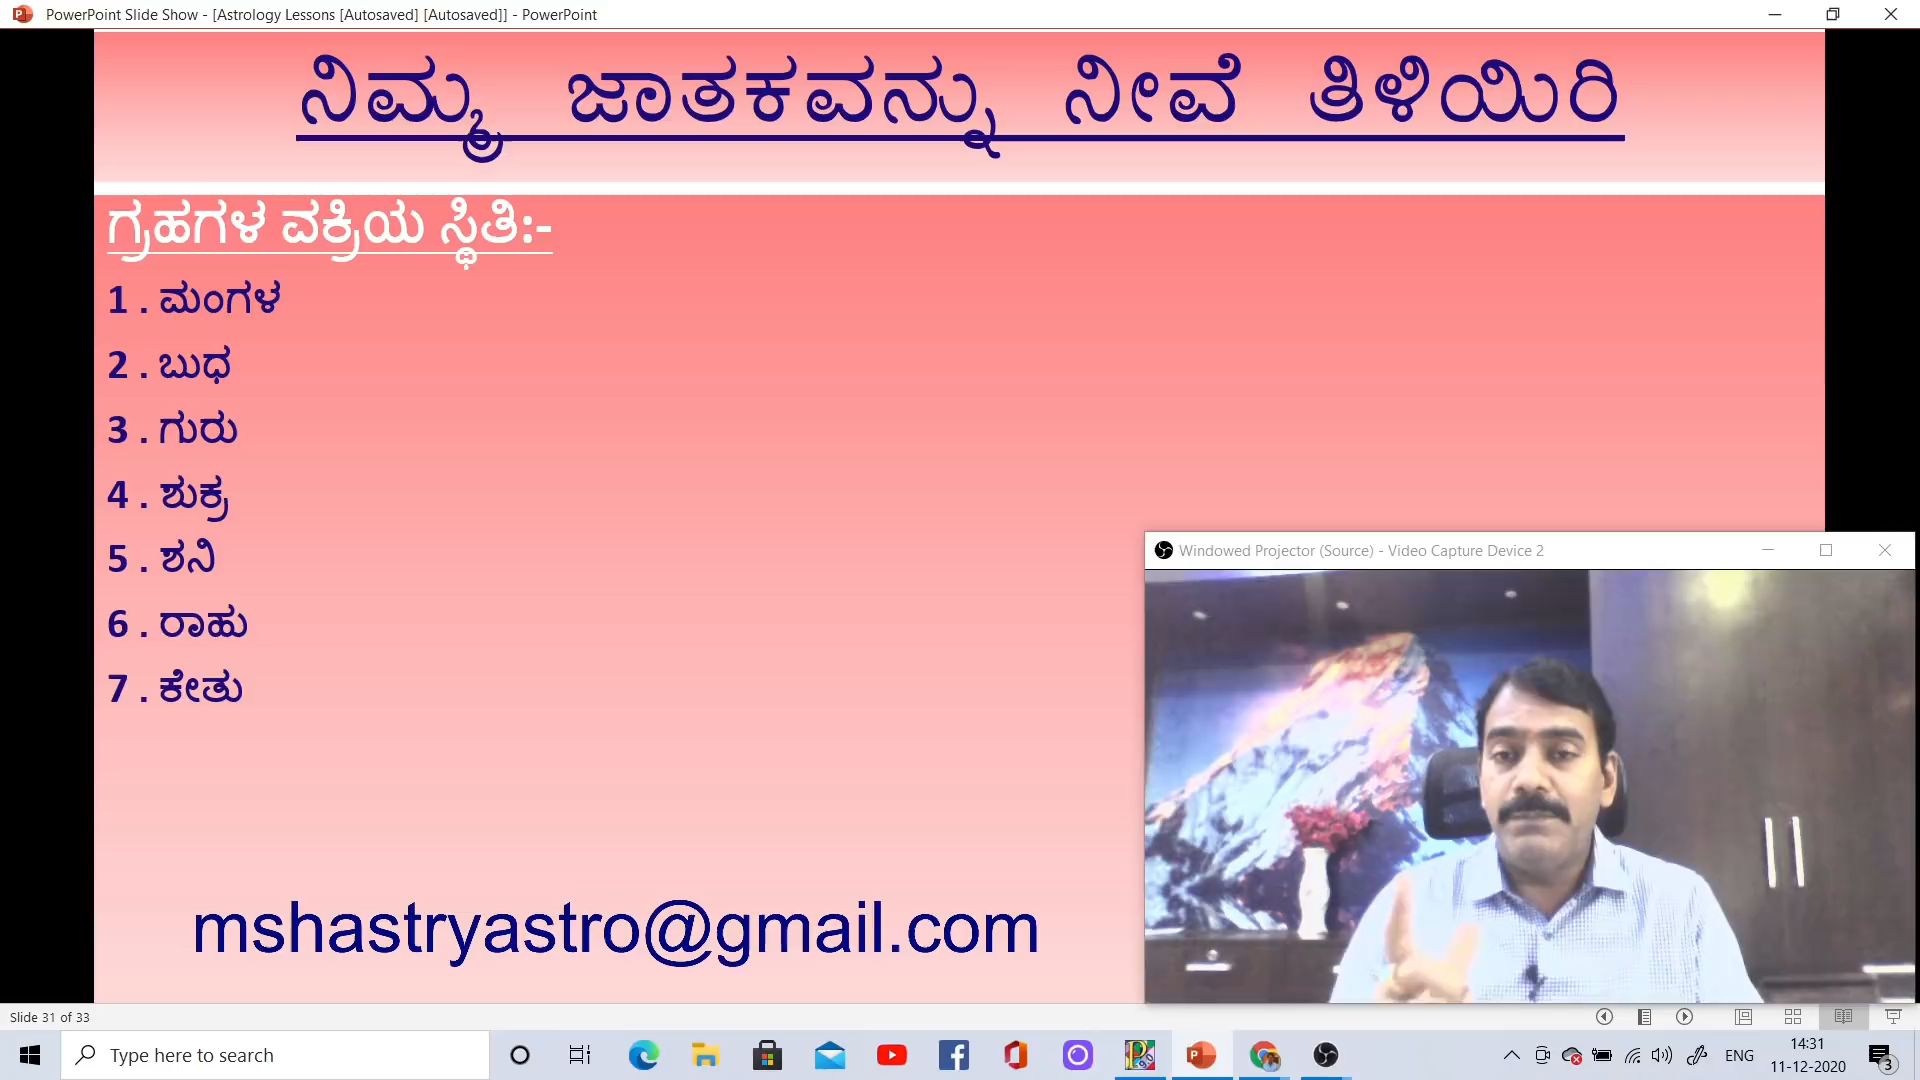 PowerPoint Slide Show - [Astrology Lessons [Autosaved] [Autosaved]] - PowerPoint
ನಿಮ್ಮ ಜಾತಕವನ್ನು ನೀವೆ ತಿಳಿಯಿರಿ
ಗ್ರಹಗಳ ವಕ್ರಿಯ ಸ್ಥಿತಿ:-
1 . ಮಂಗಳ
2 . ಬುಧ
3 . ಗುರು
4 . ಶುಕ್ರ
5 . ಶನಿ
6 . ರಾಹು
7 . ಕೇತು
mshastryastro@gmail.com
Windowed Projector (Source) - Video Capture Device 2
Slide 31 of 33
Type here to search
ENG
14:31
11-12-2020
3